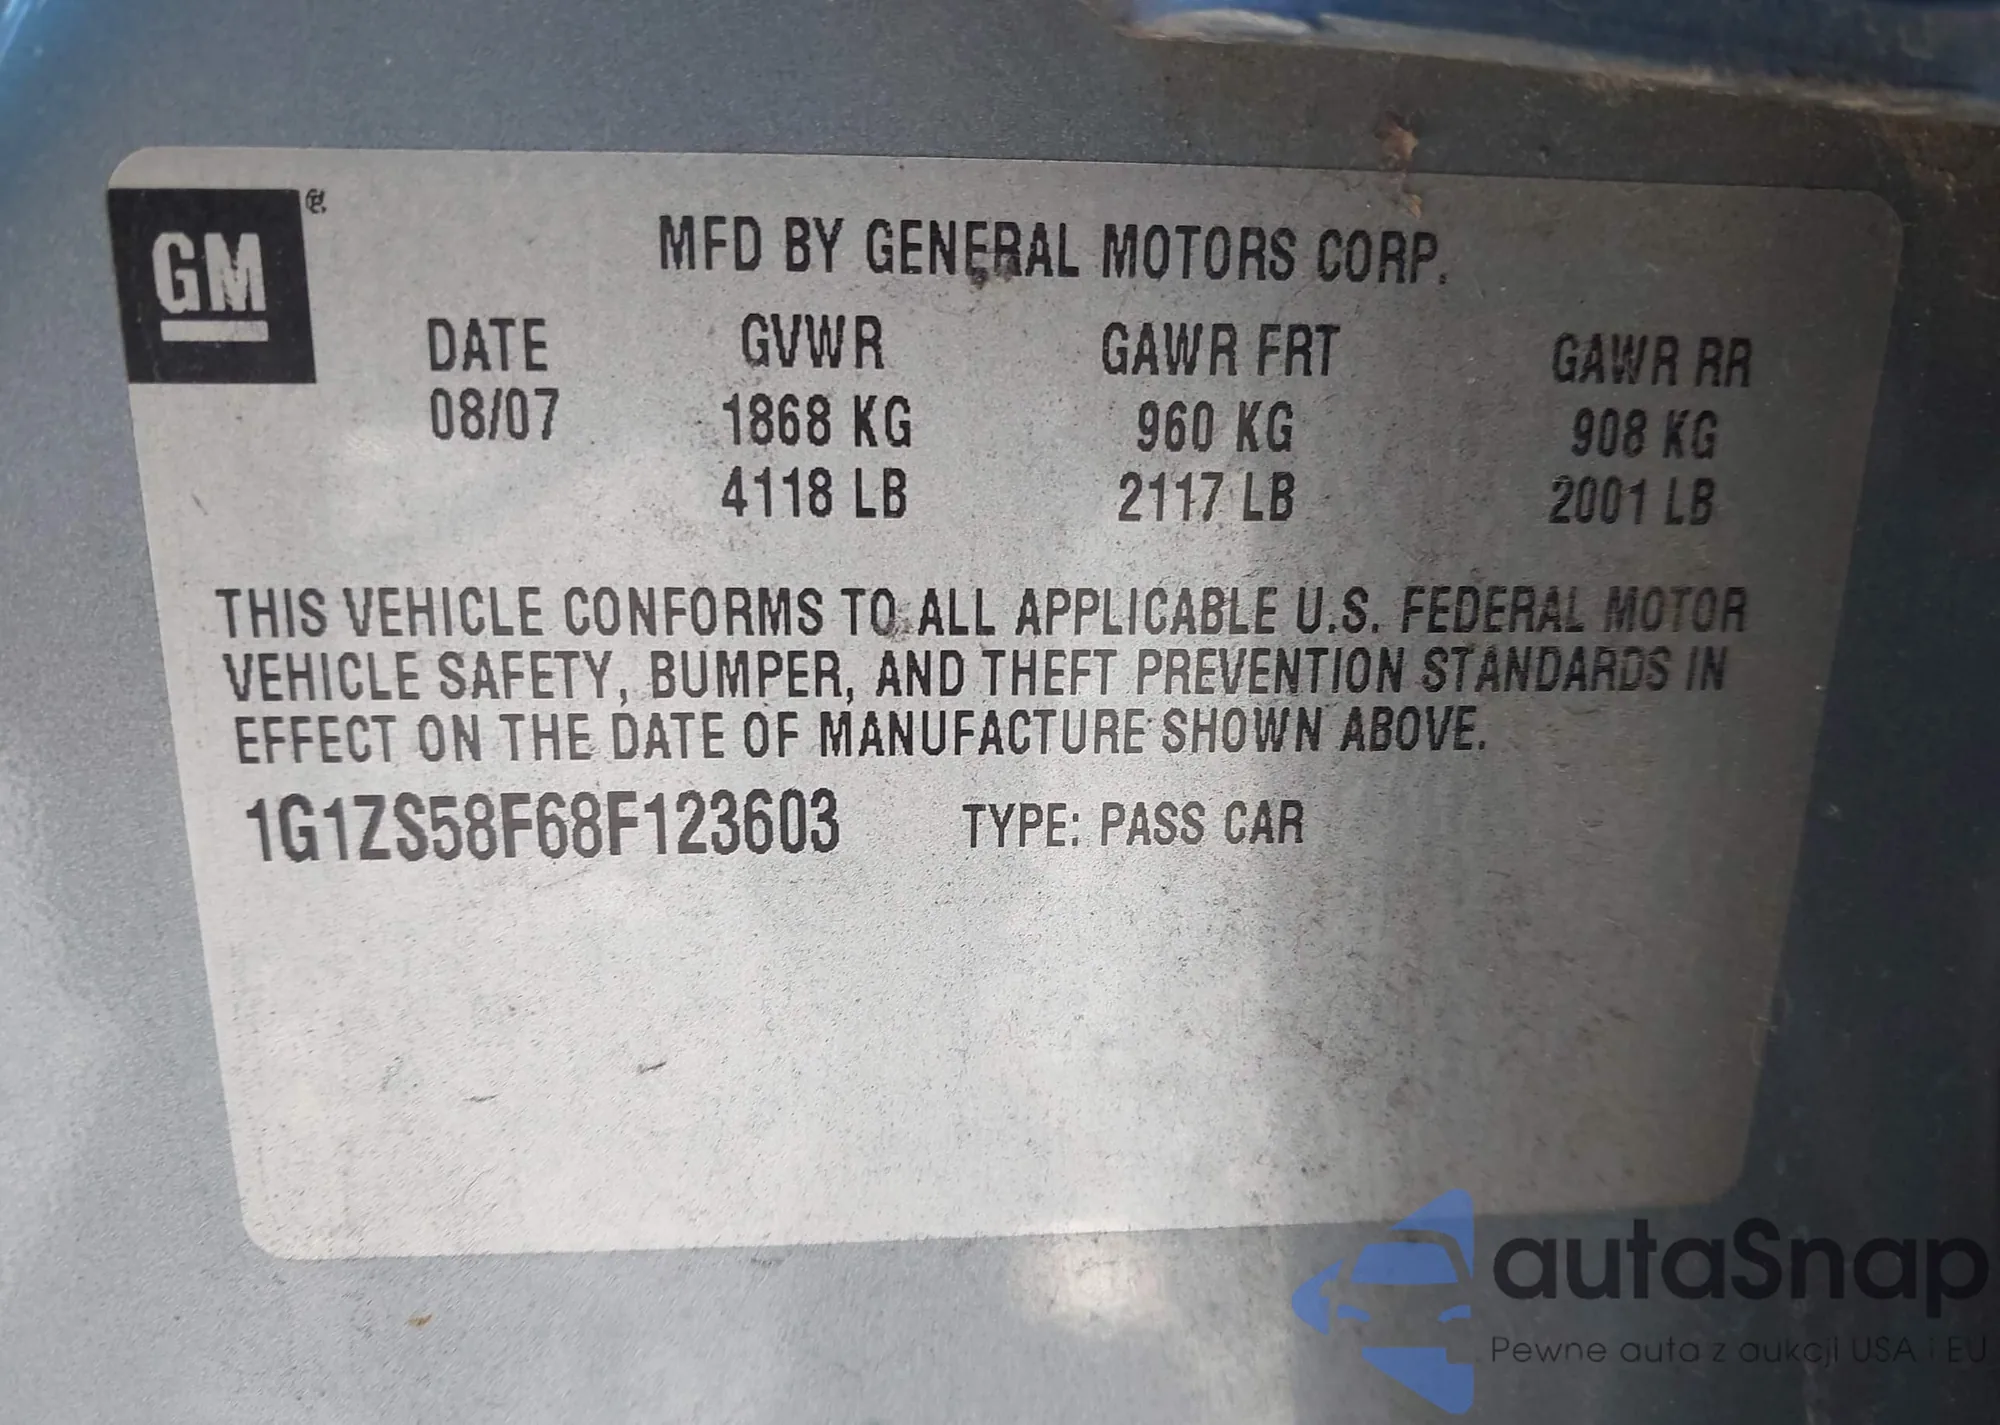 GM ®
MFD BY GENERAL MOTORS CORP.
DATE GVWR GAWR FRT GAWR RR
08/07 1868 KG 960 KG 908 KG
4118 LB 2117 LB 2001 LB
THIS VEHICLE CONFORMS TO ALL APPLICABLE U.S. FEDERAL MOTOR
VEHICLE SAFETY, BUMPER, AND THEFT PREVENTION STANDARDS IN
EFFECT ON THE DATE OF MANUFACTURE SHOWN ABOVE.
1G1ZS58F68F123603 TYPE: PASS CAR
autaSnap
Pewne auta z aukcji USA i EU